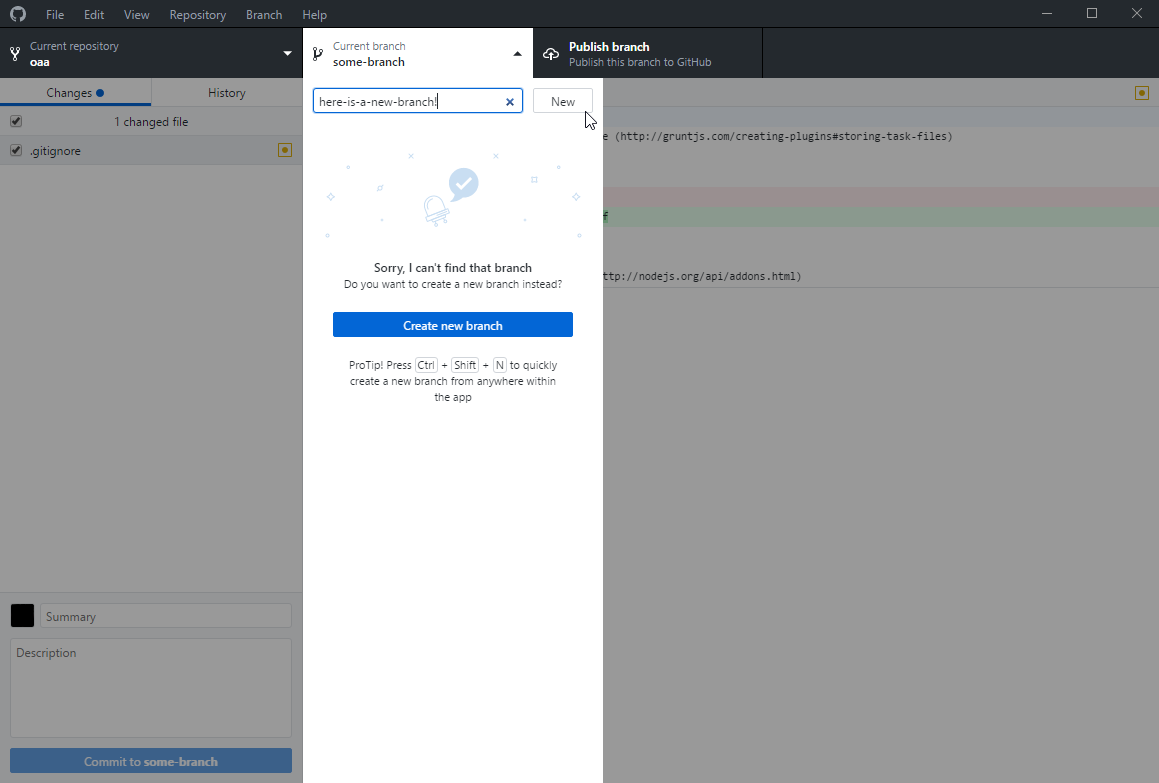 File Edit View Repository Branch Help
Current repository
oaa
Current branch
some-branch
Publish branch
Publish this branch to GitHub
Changes
History
1 changed file
.gitignore
here-is-a-new-branch!
New
Sorry, I can't find that branch
Do you want to create a new branch instead?
Create new branch
ProTip! Press Ctrl + Shift + N to quickly
create a new branch from anywhere within
the app
e (http://gruntjs.com/creating-plugins#storing-task-files)
f
ttp://nodejs.org/api/addons.html)
Summary
Description
Commit to some-branch